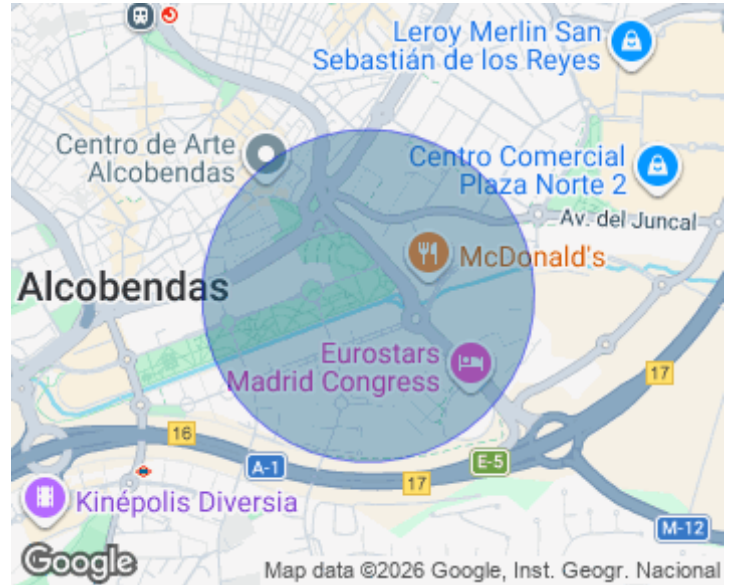 Leroy Merlin San
Sebastián de los Reyes
Centro de Arte
Alcobendas
Centro Comercial
Plaza Norte 2
Av. del Juncal
McDonald's
Alcobendas
Eurostars
Madrid Congress
17
16
A-1
E-5
17
Kinépolis Diversia
M-12
Google
Map data ©2026 Google, Inst. Geogr. Nacional